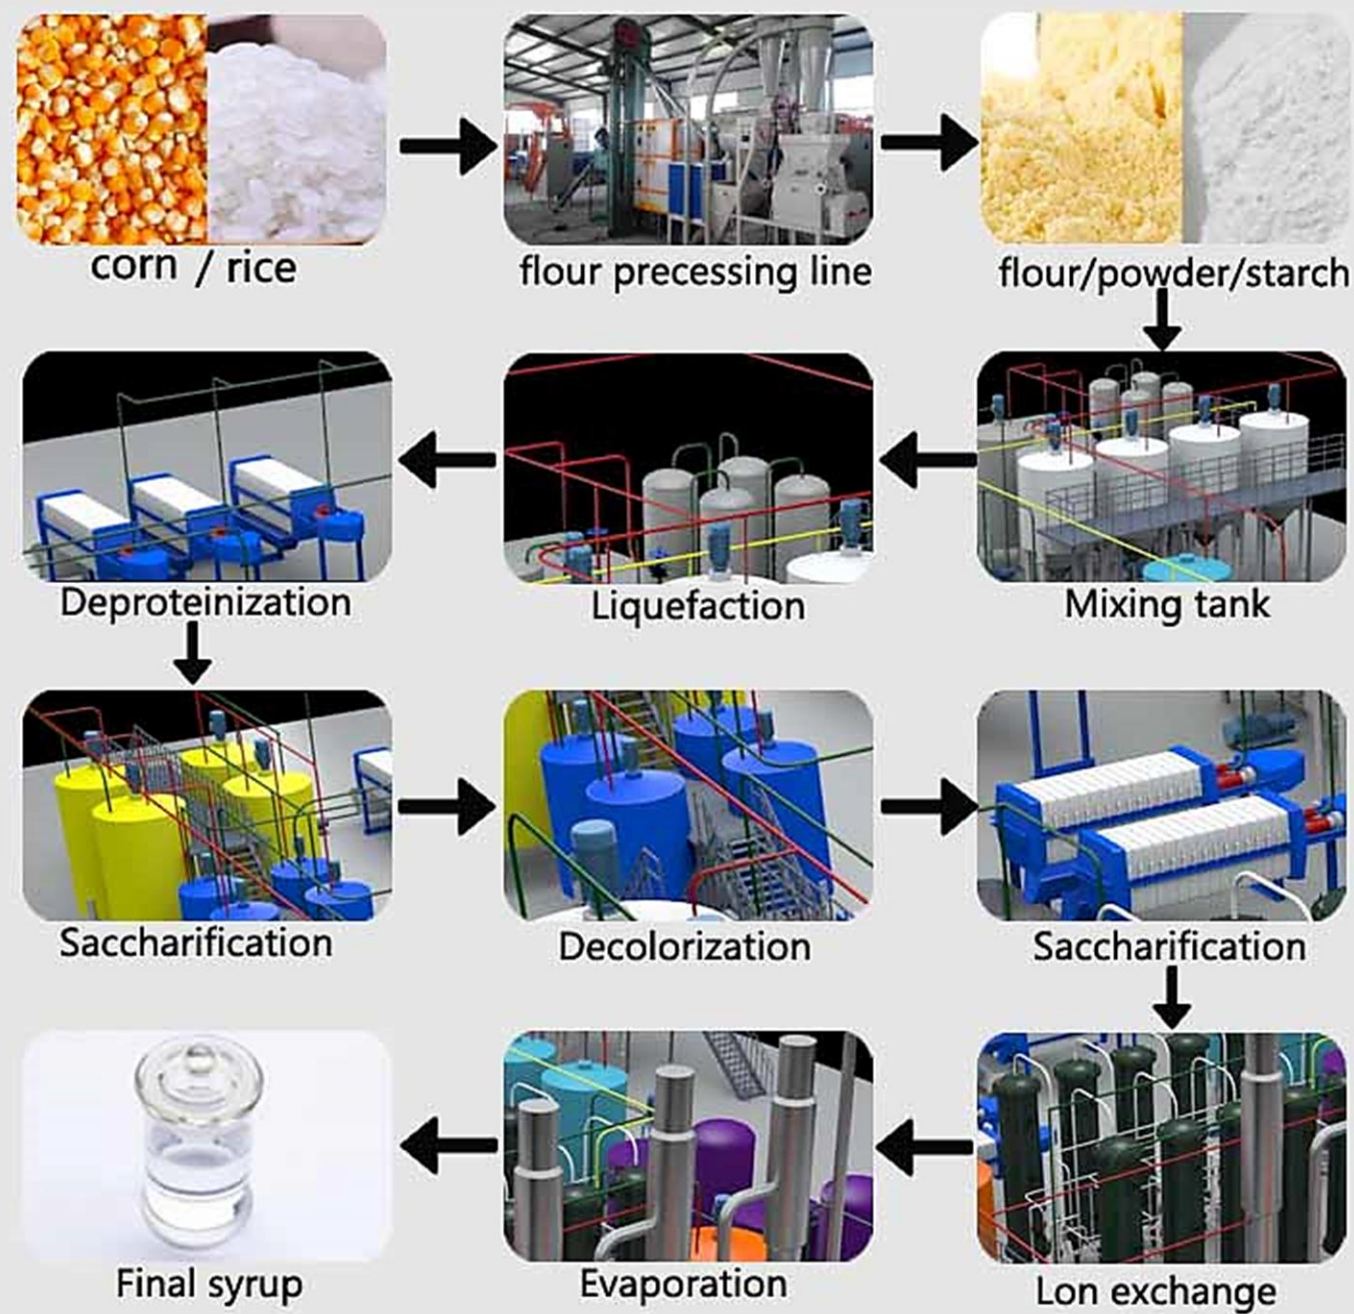 corn / rice
flour precessing line
flour/powder/starch
Deproteinization
Liquefaction
Mixing tank
Saccharification
Decolorization
Saccharification
Final syrup
Evaporation
Lon exchange